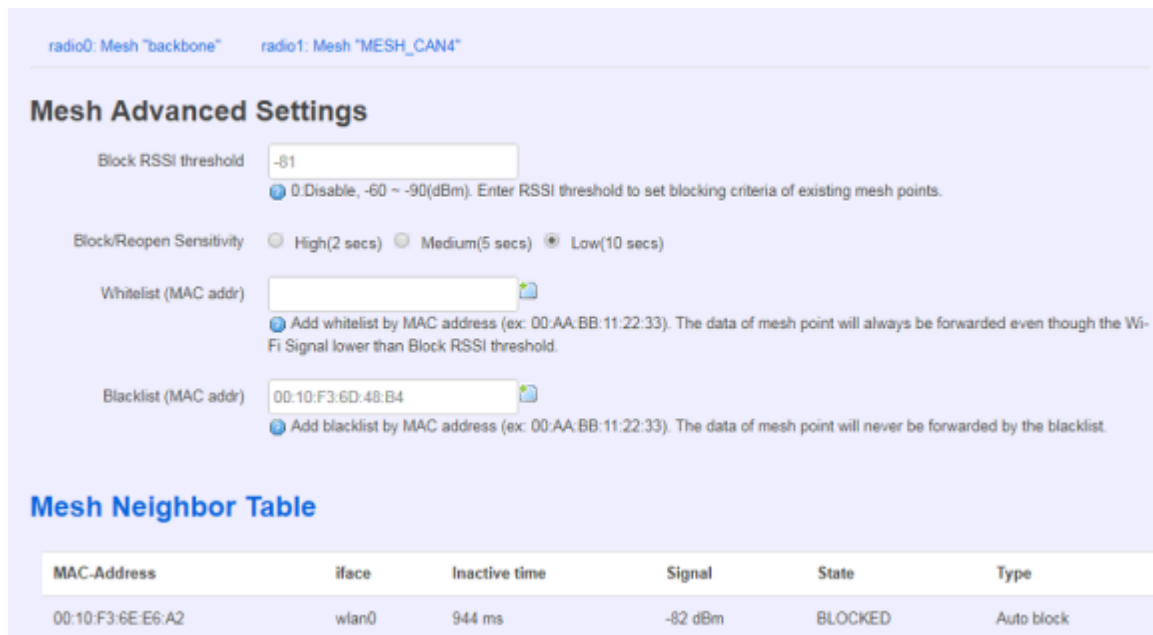 radio0: Mesh "backbone" radio1: Mesh "MESH_CAN4"
Mesh Advanced Settings
Block RSSI threshold -81
0:Disable, -60 ~ -90(dBm). Enter RSSI threshold to set blocking criteria of existing mesh points.
Block/Reopen Sensitivity High(2 secs) Medium(5 secs) Low(10 secs)
Whitelist (MAC addr)
Add whitelist by MAC address (ex: 00:AA:BB:11:22:33). The data of mesh point will always be forwarded even though the Wi-
Fi Signal lower than Block RSSI threshold.
Blacklist (MAC addr) 00:10:F3:6D:48:B4
Add blacklist by MAC address (ex: 00:AA:BB:11:22:33). The data of mesh point will never be forwarded by the blacklist.
Mesh Neighbor Table
MAC-Address iface Inactive time Signal State Type
00:10:F3:6E:E6:A2 wlan0 944 ms -82 dBm BLOCKED Auto block